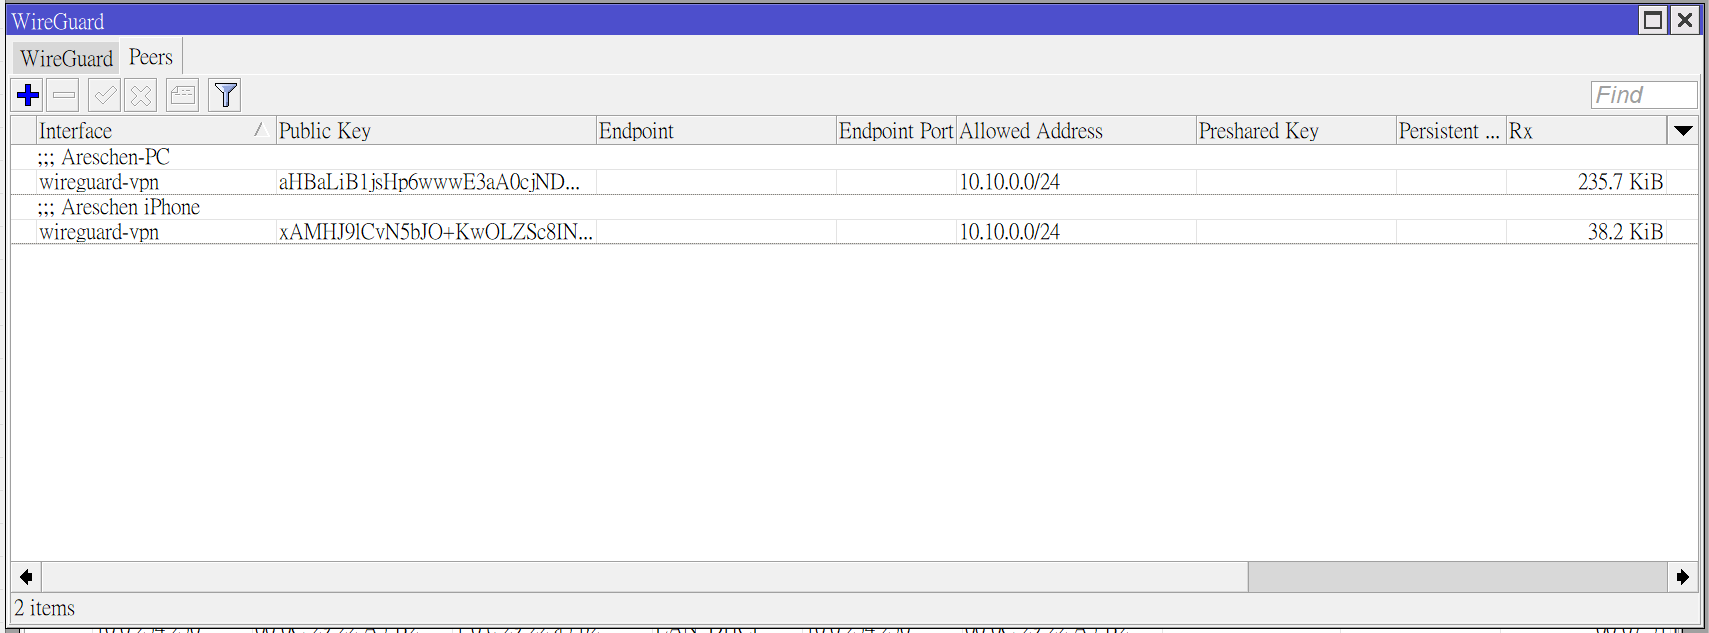 WireGuard
WireGuard Peers
Find
Interface Public Key Endpoint Endpoint Port Allowed Address Preshared Key Persistent ... Rx
;;; Areschen-PC
wireguard-vpn aHBaLiB1jsHp6wwwE3aA0cjND... 10.10.0.0/24 235.7 KiB
;;; Areschen iPhone
wireguard-vpn xAMHJ9lCvN5bJO+KwOLZSc8IN... 10.10.0.0/24 38.2 KiB
2 items